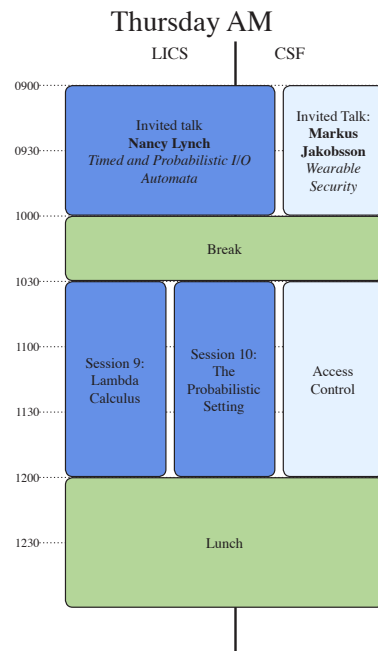 Thursday AM
LICS
CSF
0900
Invited talk
Nancy Lynch
Timed and Probabilistic I/O
Automata
Invited Talk:
Markus
Jakobsson
Wearable
Security
0930
1000
Break
1030
Session 9:
Lambda
Calculus
Session 10:
The
Probabilistic
Setting
Access
Control
1100
1130
1200
Lunch
1230